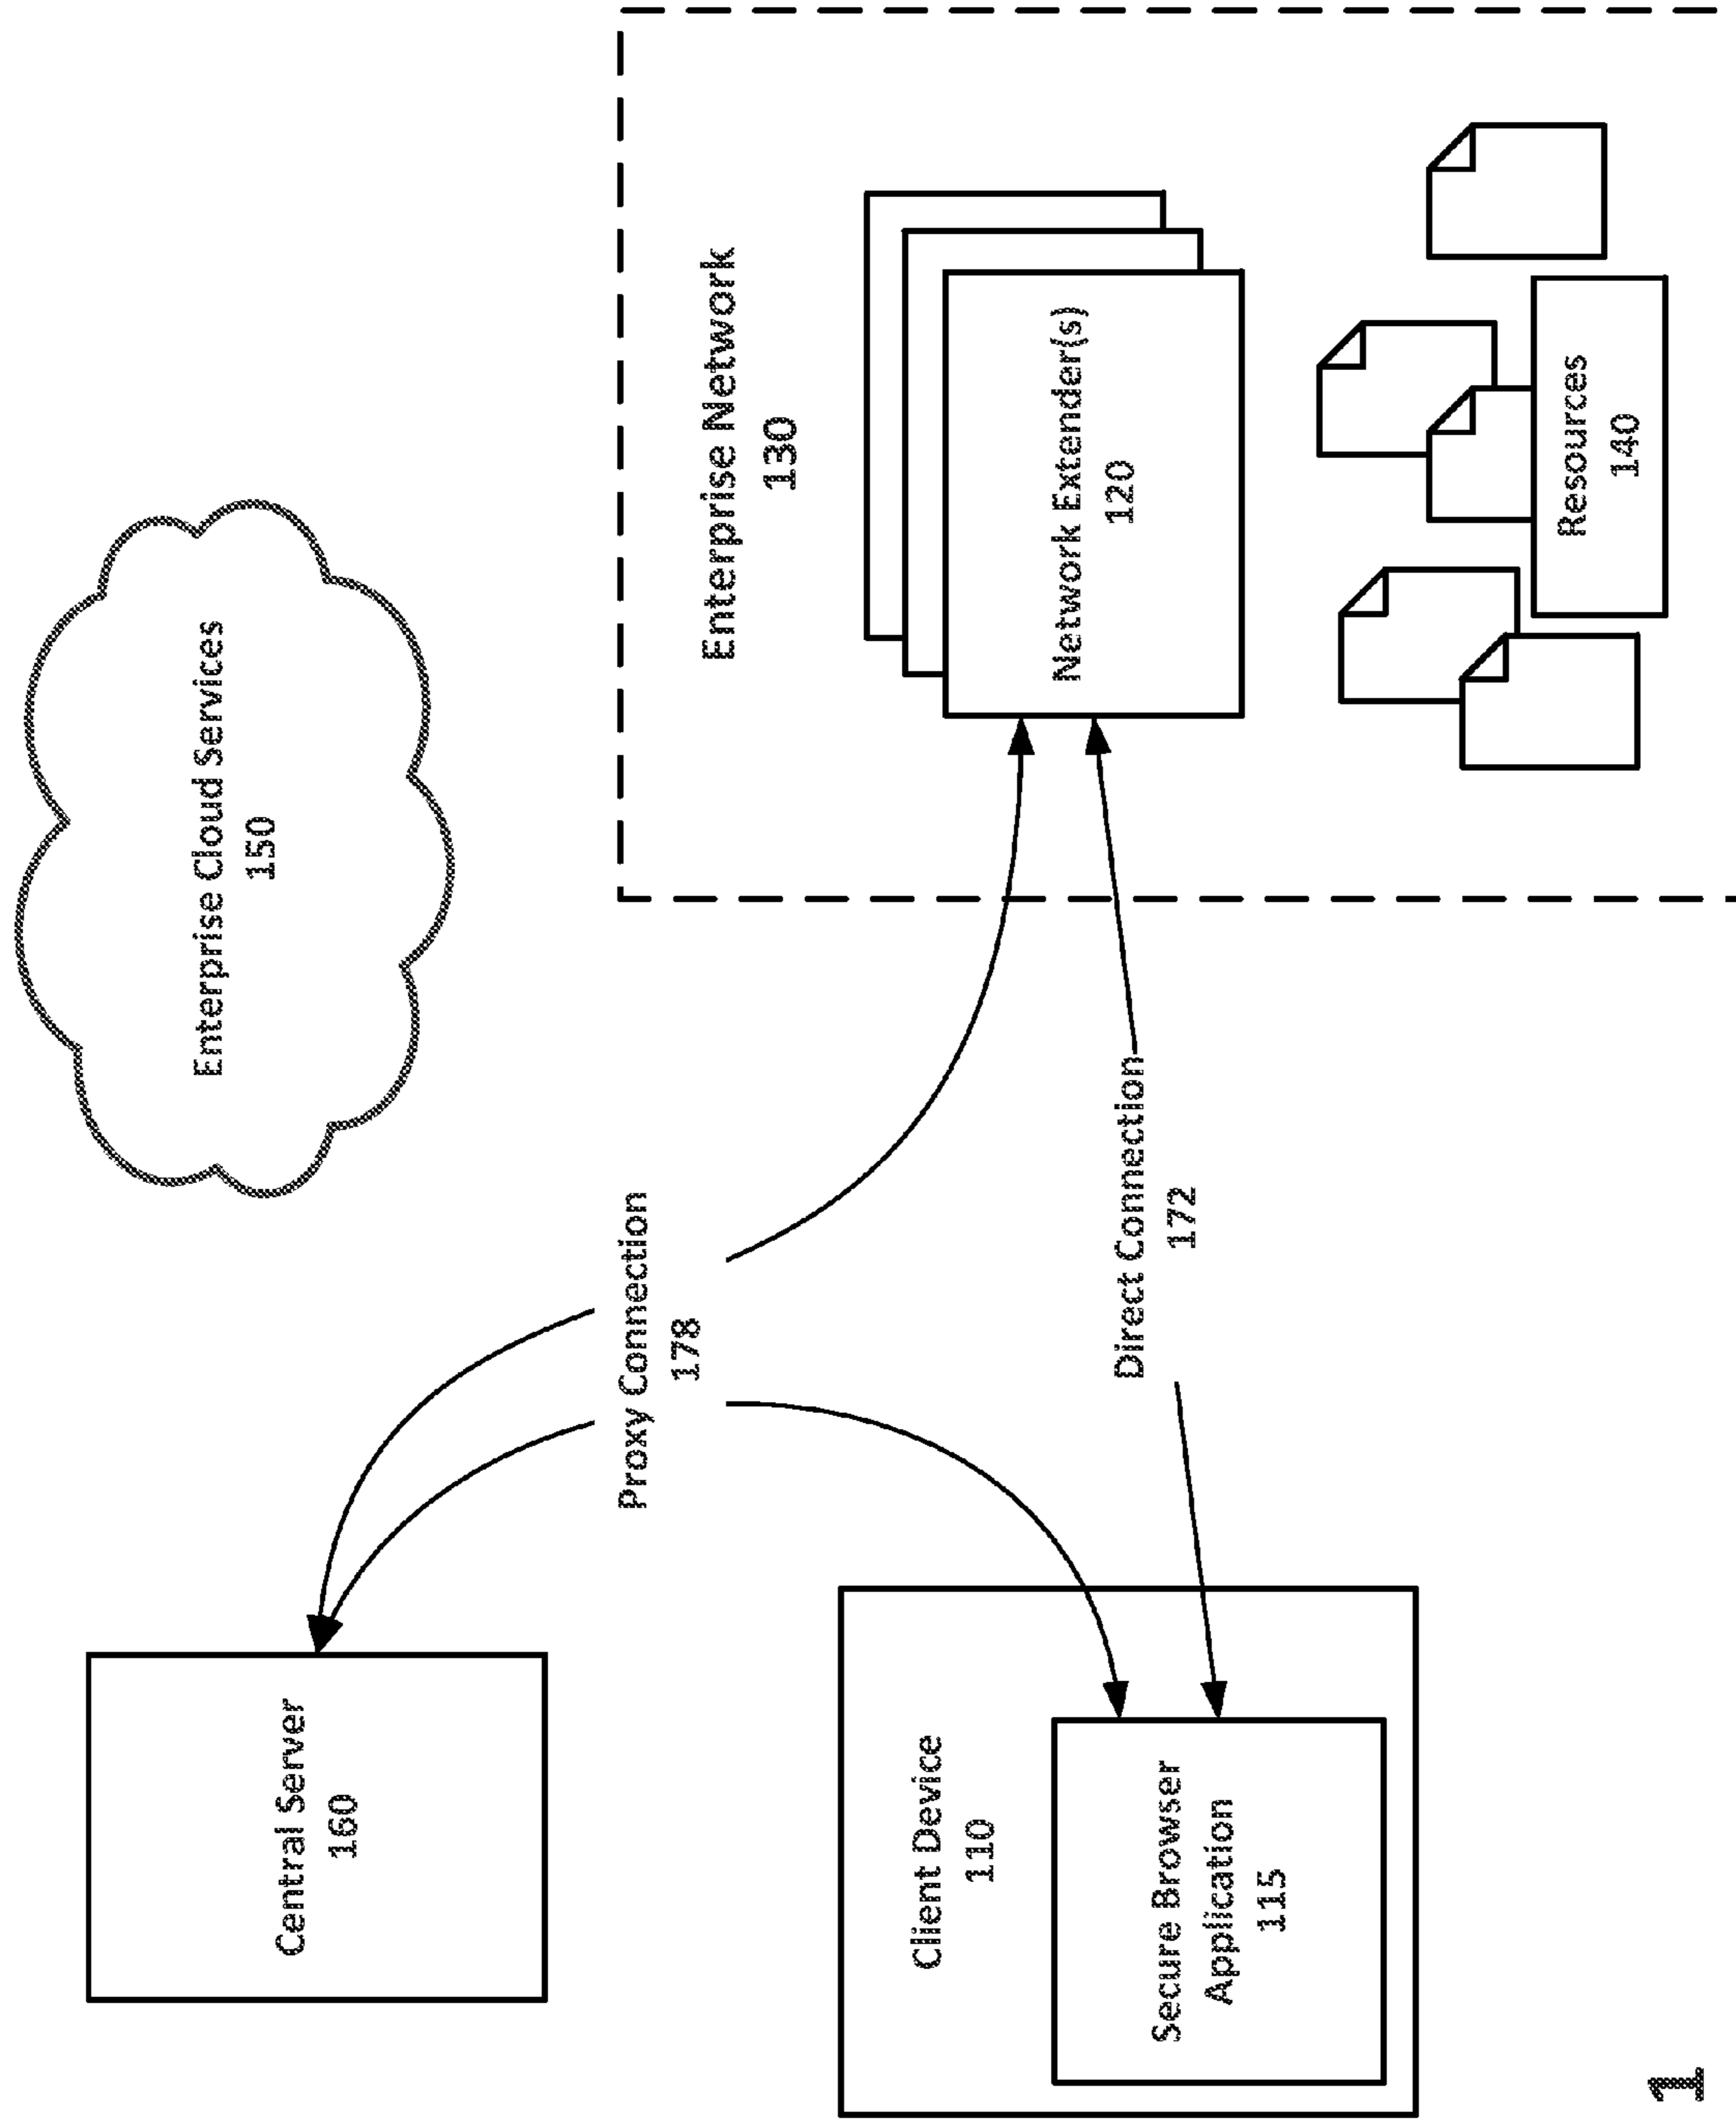 Enterprise Cloud Services
150
Central Server
160
Proxy Connection
178
Enterprise Network
130
Client Device
110
Secure Browser
Application
115
Direct Connection
172
Network Extender(s)
120
Resources
140
1